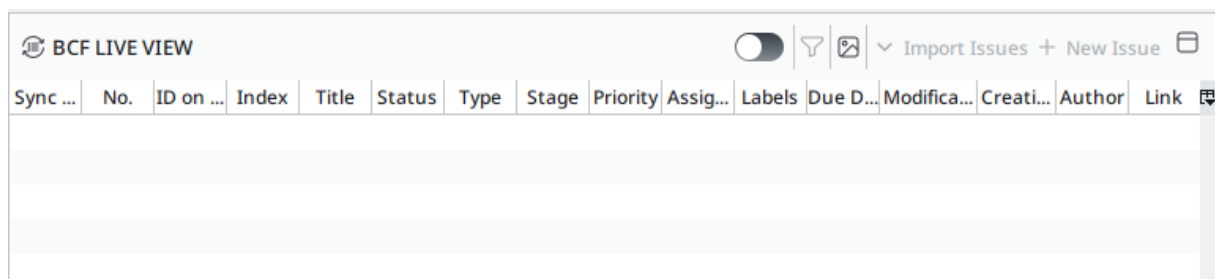 BCF LIVE VIEW Import Issues + New Issue
Sync ... No. ID on ... Index Title Status Type Stage Priority Assig... Labels Due D... Modifica... Creati... Author Link